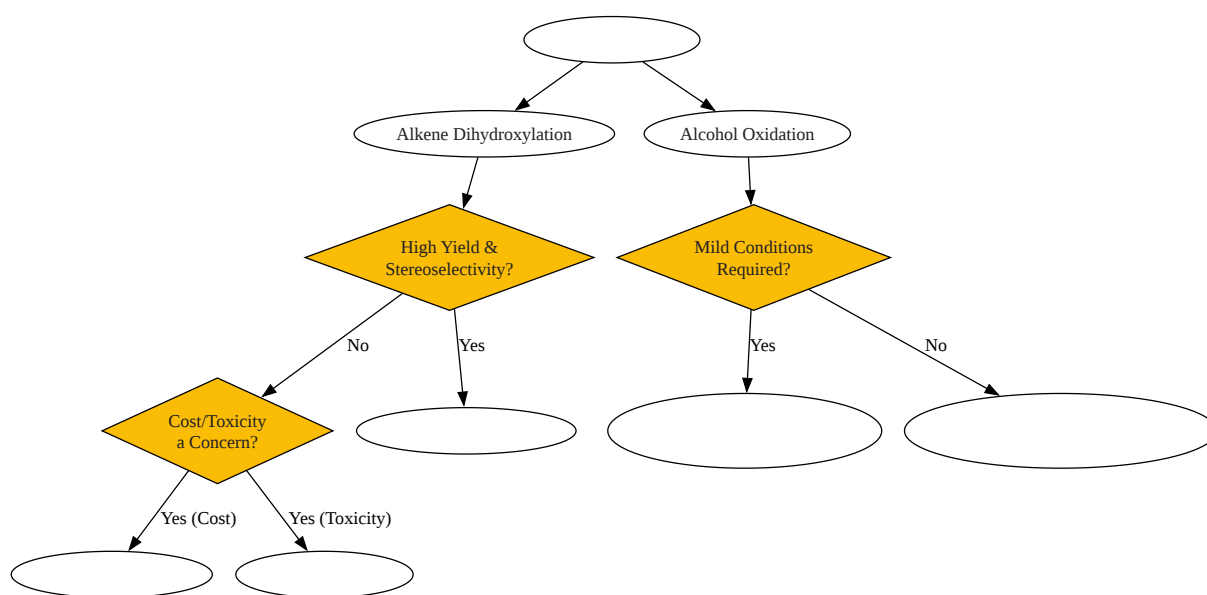 Alkene Dihydroxylation
Alcohol Oxidation
High Yield &
Stereoselectivity?
Mild Conditions
Required?
No
Yes
Yes
No
Cost/Toxicity
a Concern?
Yes (Cost)
Yes (Toxicity)